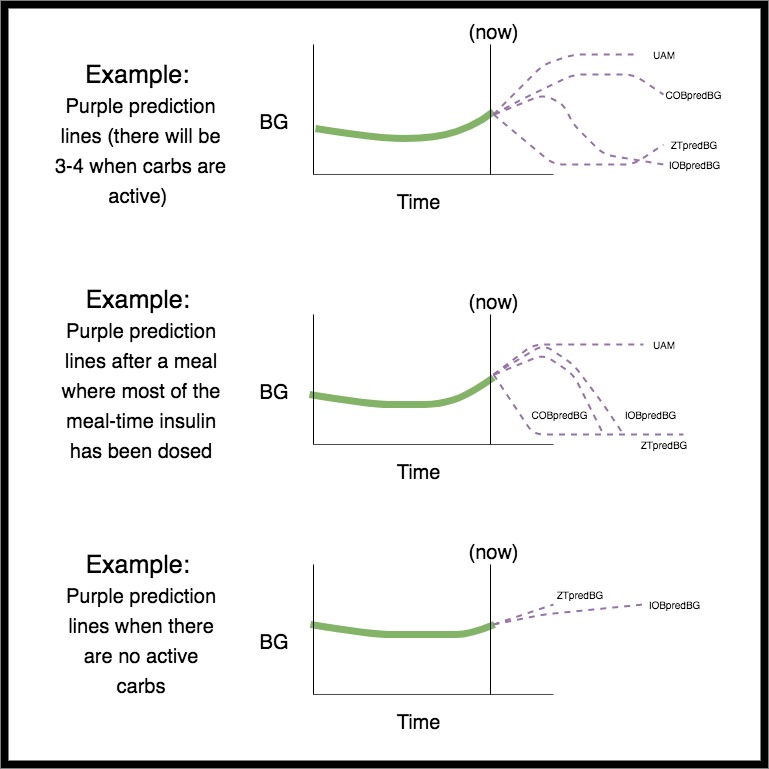 Example:
Purple prediction
lines (there will be
3-4 when carbs are
active)
(now)
BG
UAM
COBpredBG
ZTpredBG
IOBpredBG
Time
Example:
Purple prediction
lines after a meal
where most of the
meal-time insulin
has been dosed
(now)
BG
UAM
COBpredBG
IOBpredBG
ZTpredBG
Time
Example:
Purple prediction
lines when there
are no active
carbs
(now)
BG
ZTpredBG
IOBpredBG
Time